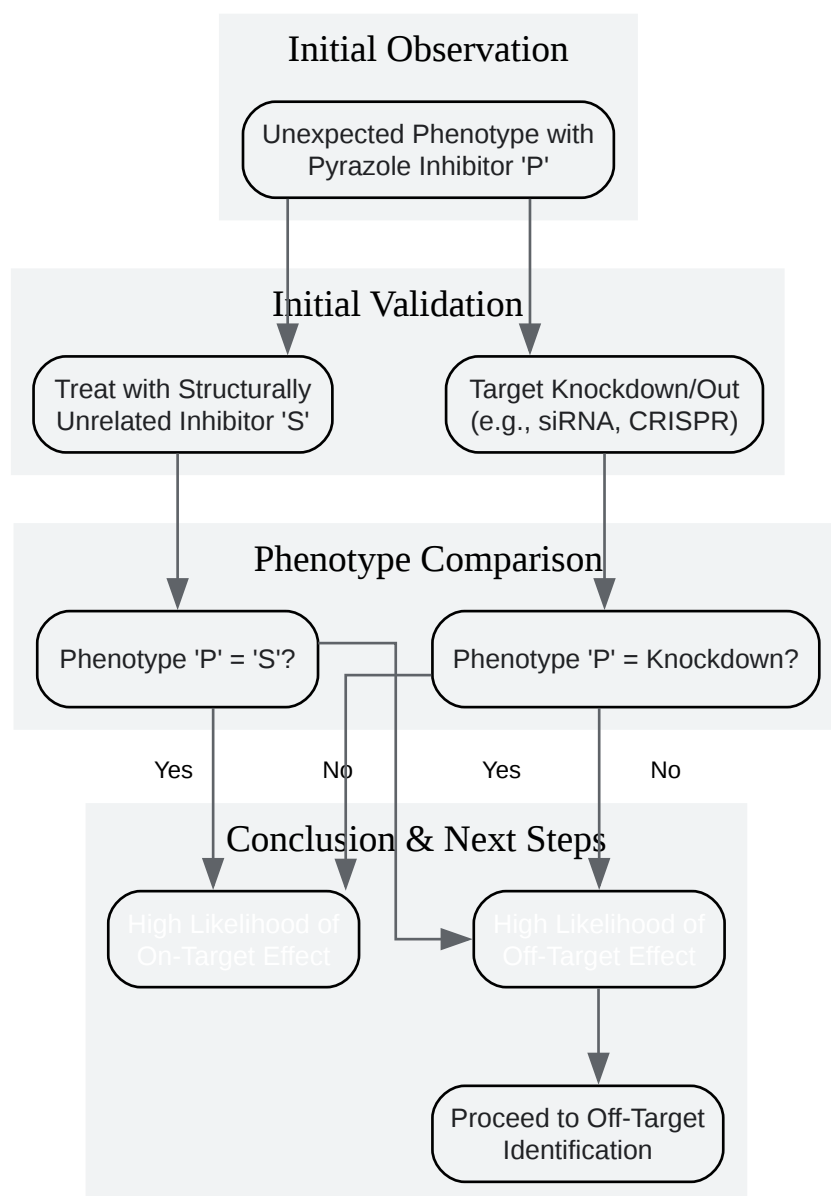 Initial Observation
Unexpected Phenotype with
Pyrazole Inhibitor 'P'
Initial Validation
Treat with Structurally
Unrelated Inhibitor 'S'
Target Knockdown/Out
(e.g., siRNA, CRISPR)
Phenotype Comparison
Phenotype 'P' = 'S'?
Phenotype 'P' = Knockdown?
Yes
No
Yes
No
Conclusion & Next Steps
High Likelihood of
On-Target Effect
High Likelihood of
Off-Target Effect
Proceed to Off-Target
Identification